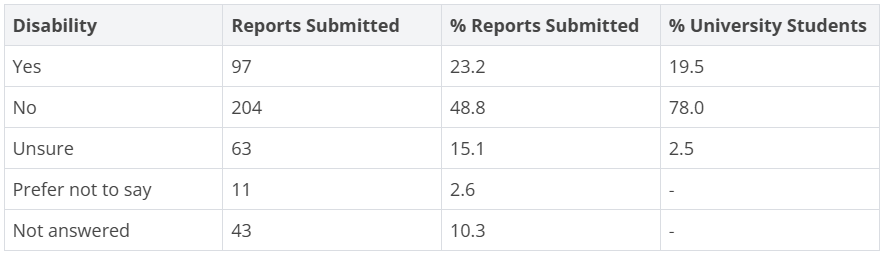 Disability Reports Submitted % Reports Submitted % University Students
Yes 97 23.2 19.5
No 204 48.8 78.0
Unsure 63 15.1 2.5
Prefer not to say 11 2.6 -
Not answered 43 10.3 -